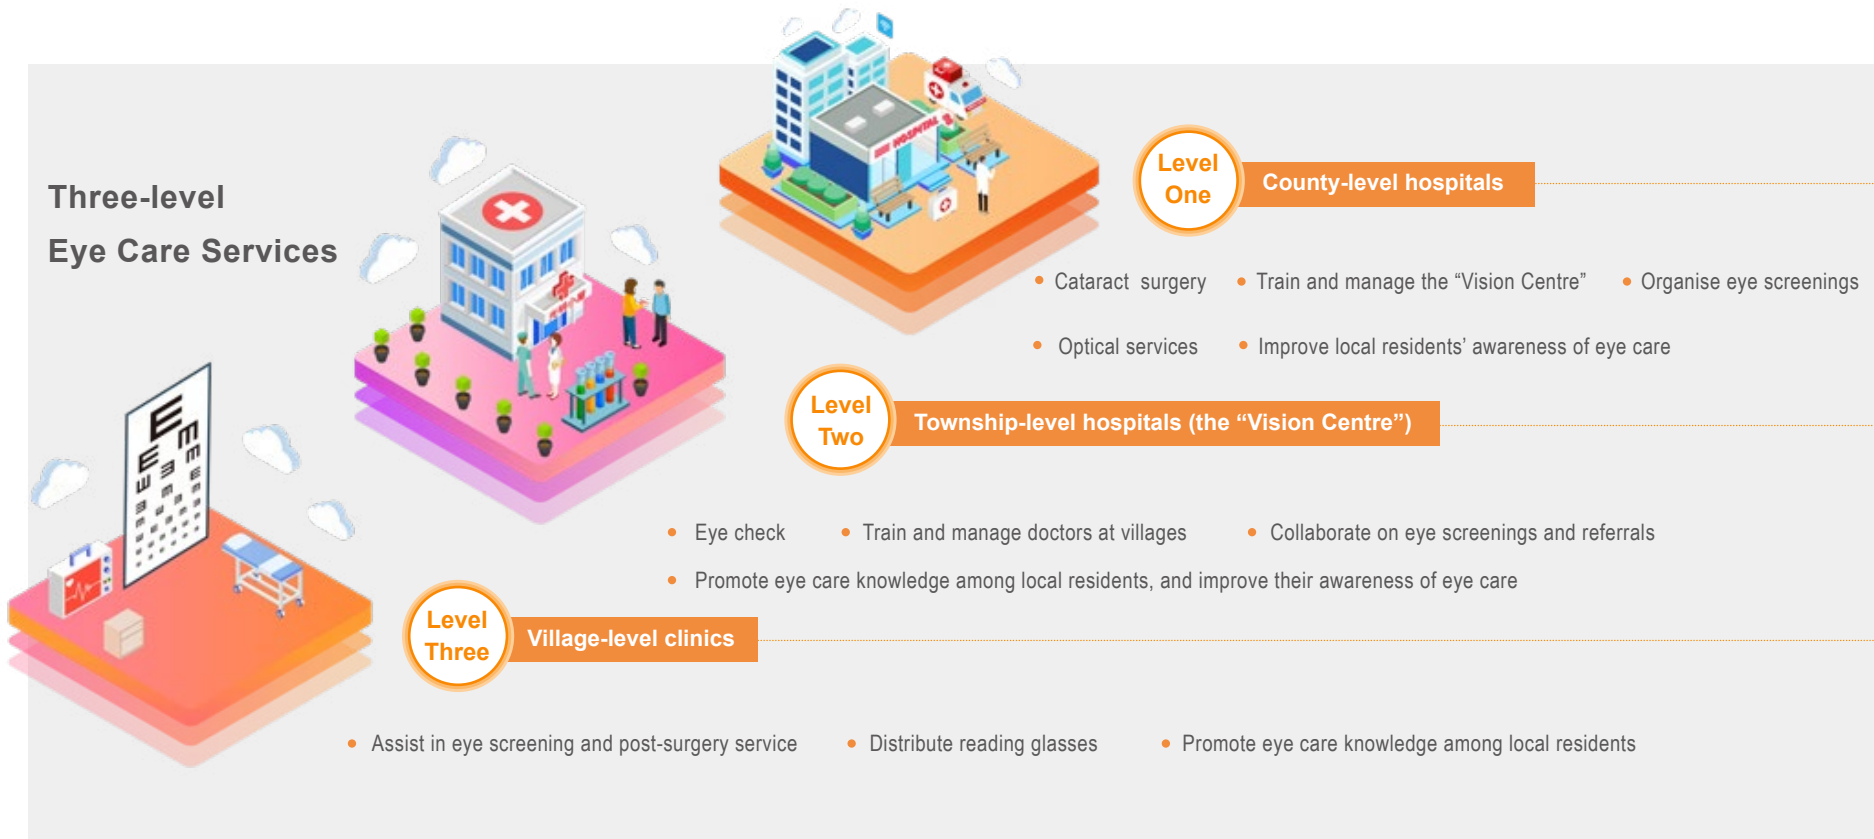 Three-level
Eye Care Services
HOSPITAL
Level
One
County-level hospitals
• Cataract surgery • Train and manage the “Vision Centre” • Organise eye screenings
• Optical services • Improve local residents’ awareness of eye care
Level
Two
Township-level hospitals (the “Vision Centre”)
• Eye check • Train and manage doctors at villages • Collaborate on eye screenings and referrals
• Promote eye care knowledge among local residents, and improve their awareness of eye care
Level
Three
Village-level clinics
• Assist in eye screening and post-surgery service • Distribute reading glasses • Promote eye care knowledge among local residents